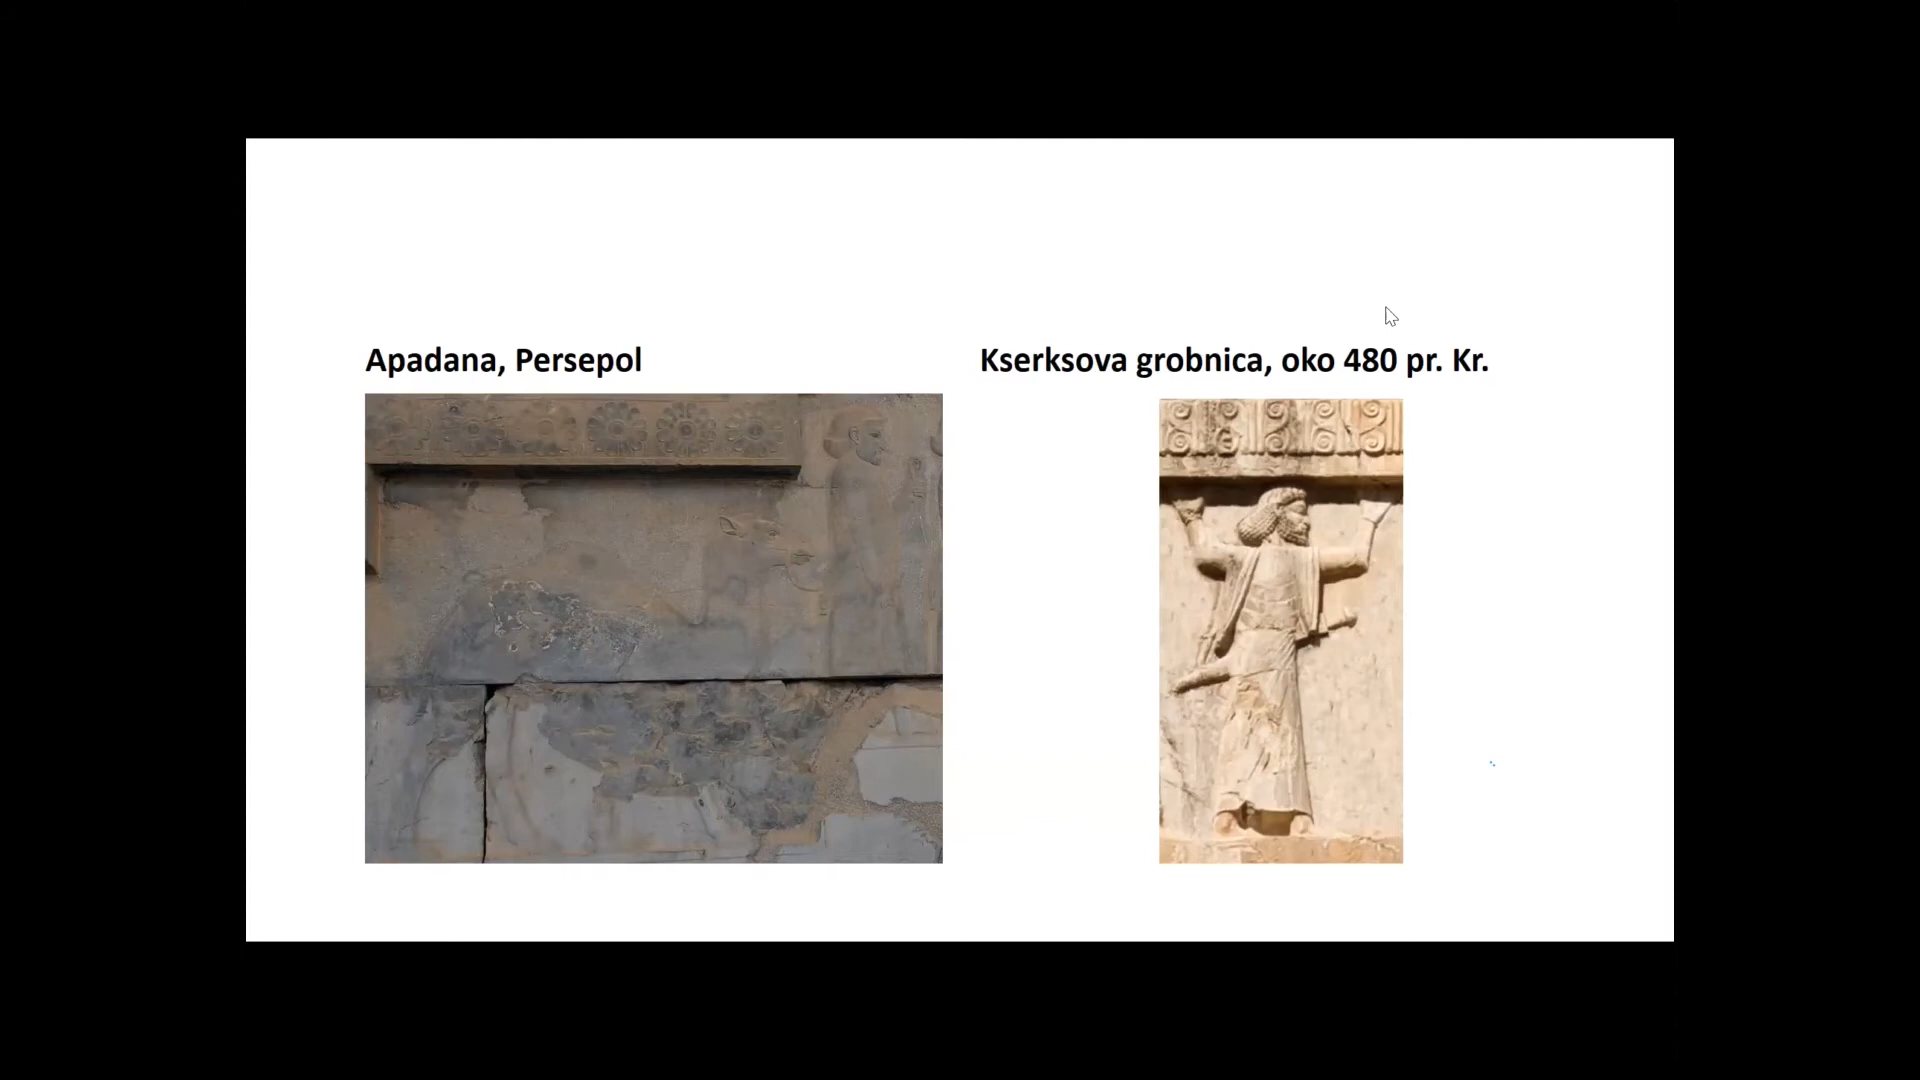 Apadana, Persepol
Kserksova grobnica, oko 480 pr. Kr.